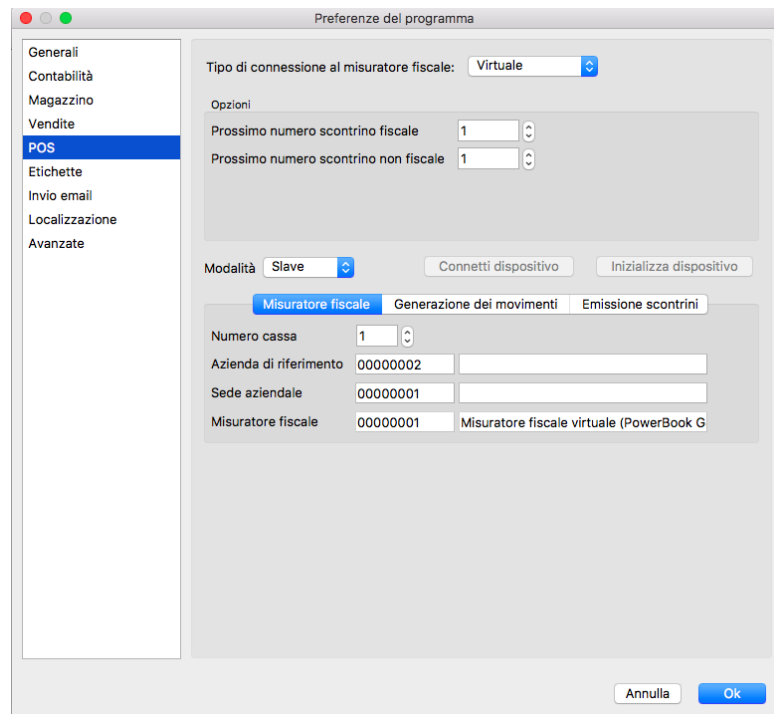 Preferenze del programma
Generali
Contabilità
Magazzino
Vendite
POS
Etichette
Invio email
Localizzazione
Avanzate
Tipo di connessione al misuratore fiscale: Virtuale
Opzioni
Prossimo numero scontrino fiscale 1
Prossimo numero scontrino non fiscale 1
Modalità Slave Connetti dispositivo Inizializza dispositivo
Misuratore fiscale Generazione dei movimenti Emissione scontrini
Numero cassa 1
Azienda di riferimento 00000002
Sede aziendale 00000001
Misuratore fiscale 00000001 Misuratore fiscale virtuale (PowerBook G
Annulla Ok